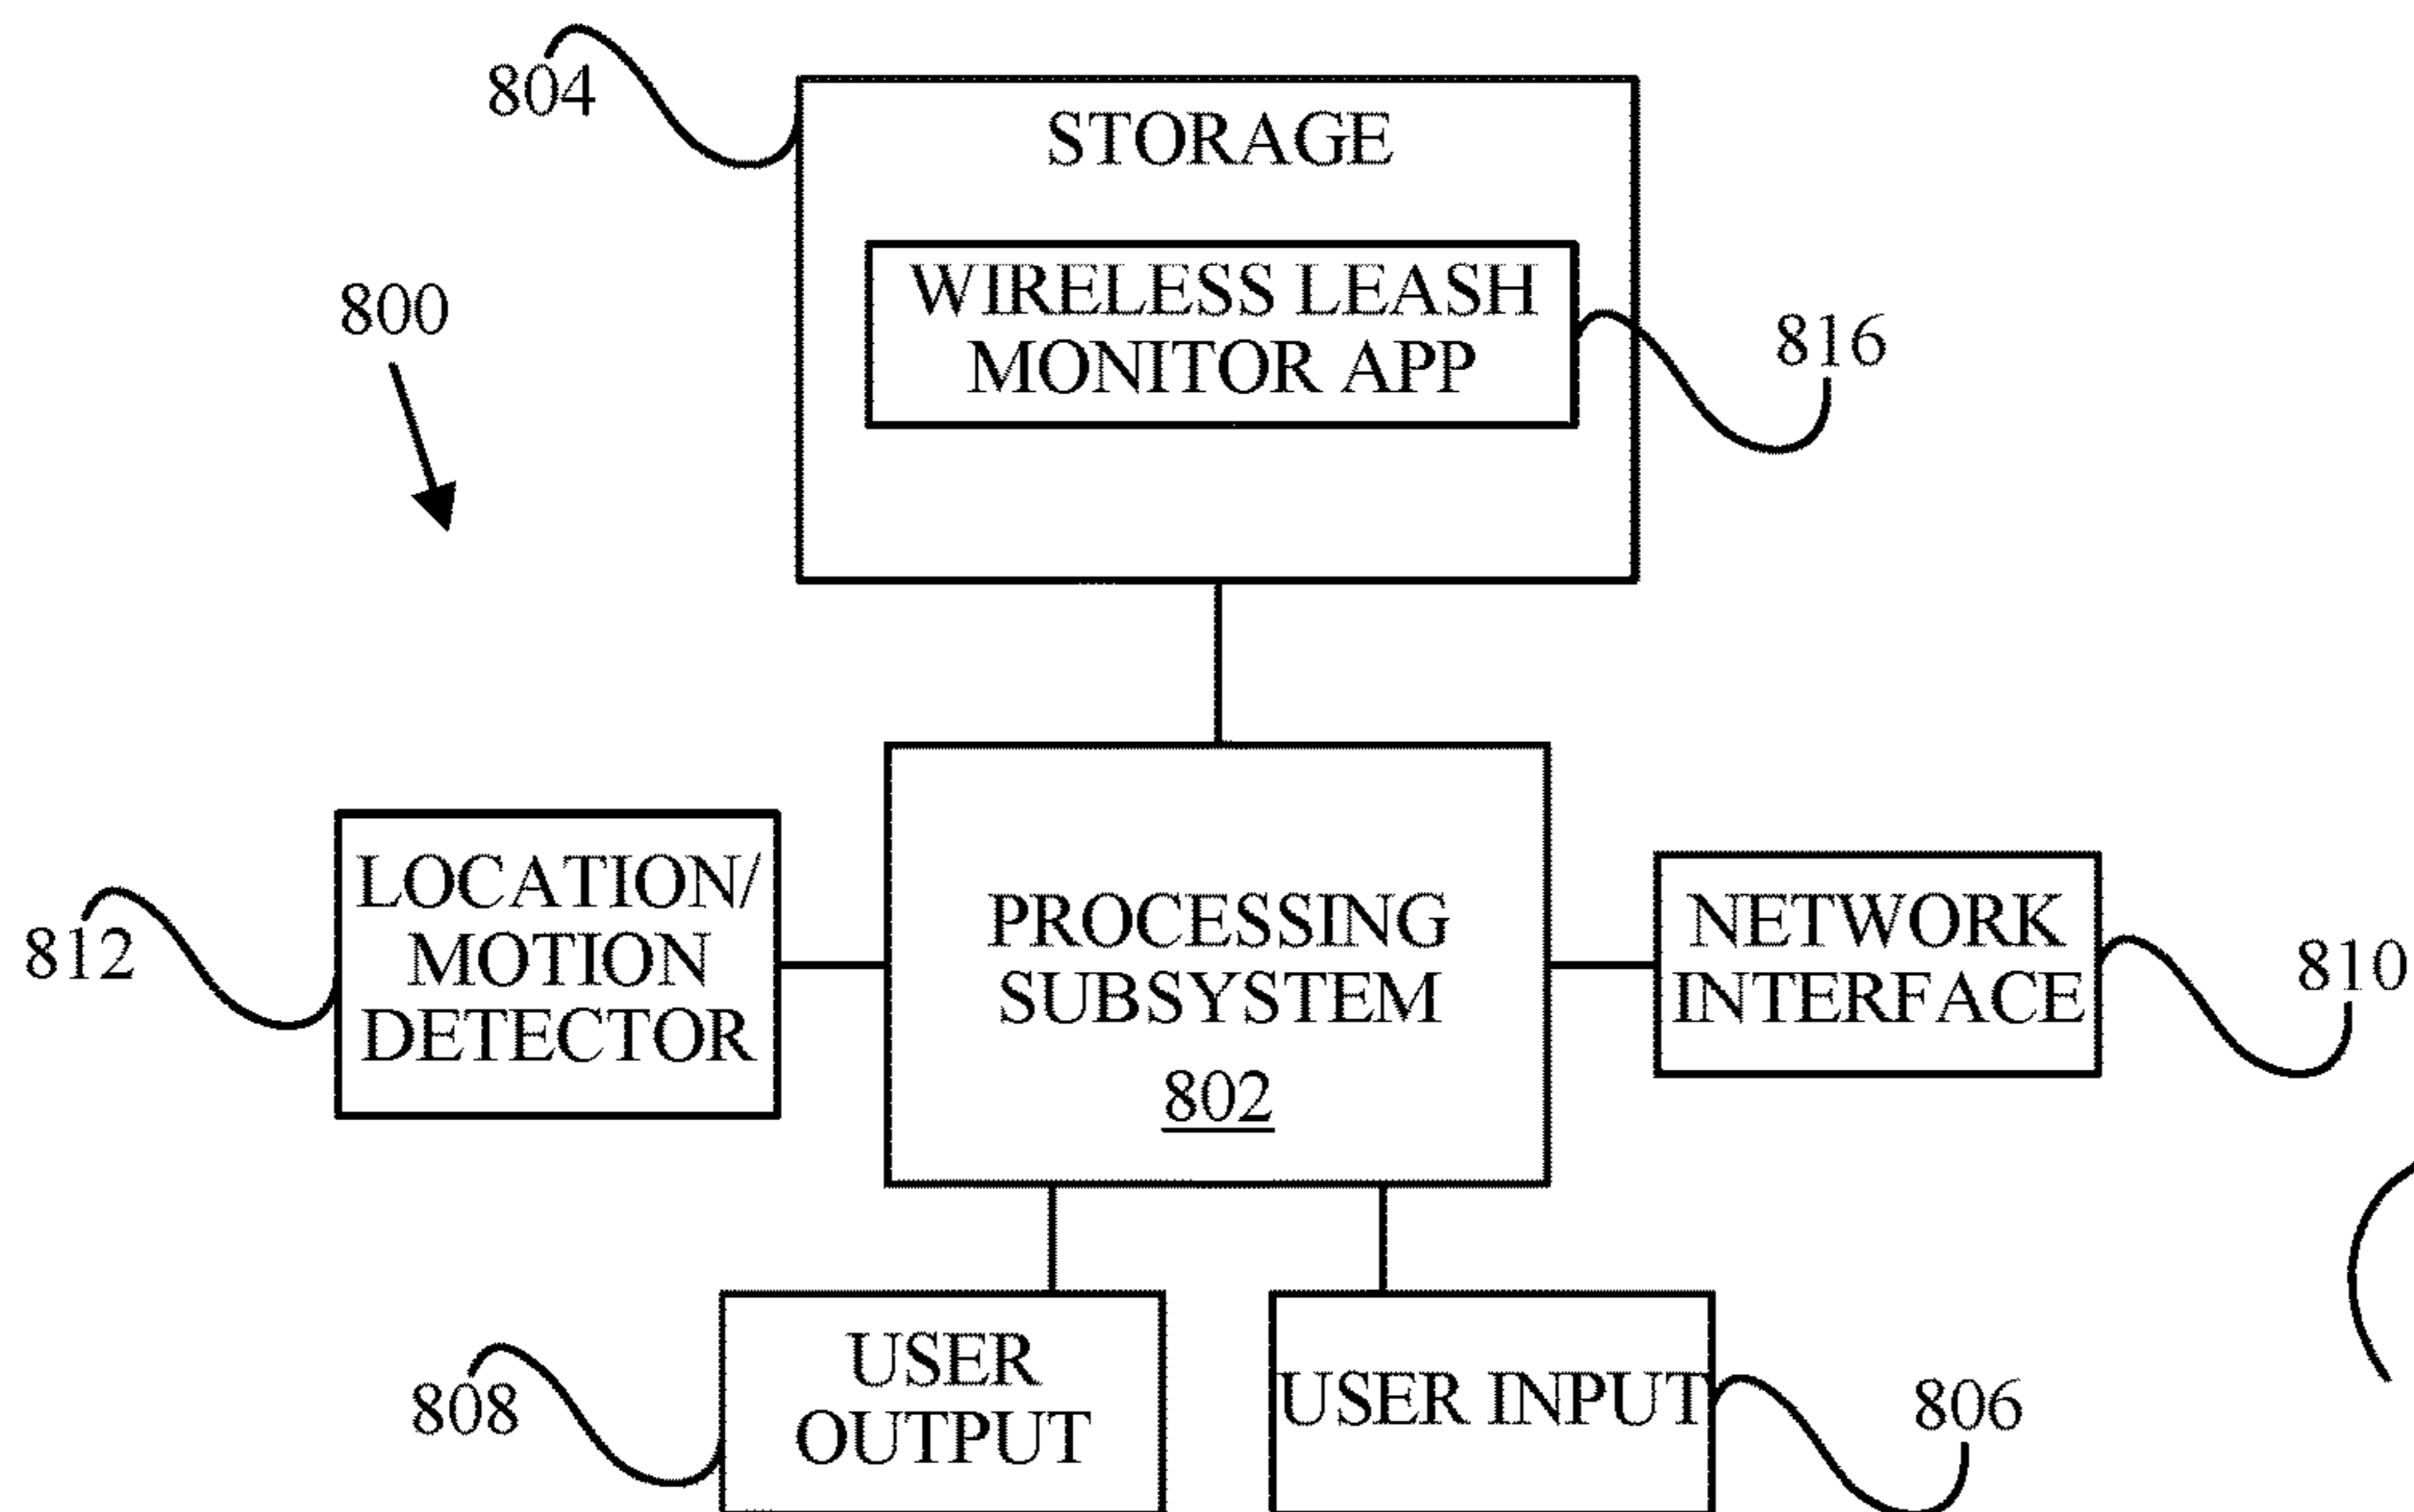 804
STORAGE
800
WIRELESS LEASH
MONITOR APP
816
LOCATION/
MOTION
DETECTOR
812
PROCESSING
SUBSYSTEM
802
NETWORK
INTERFACE
810
USER
OUTPUT
808
USER INPUT
806